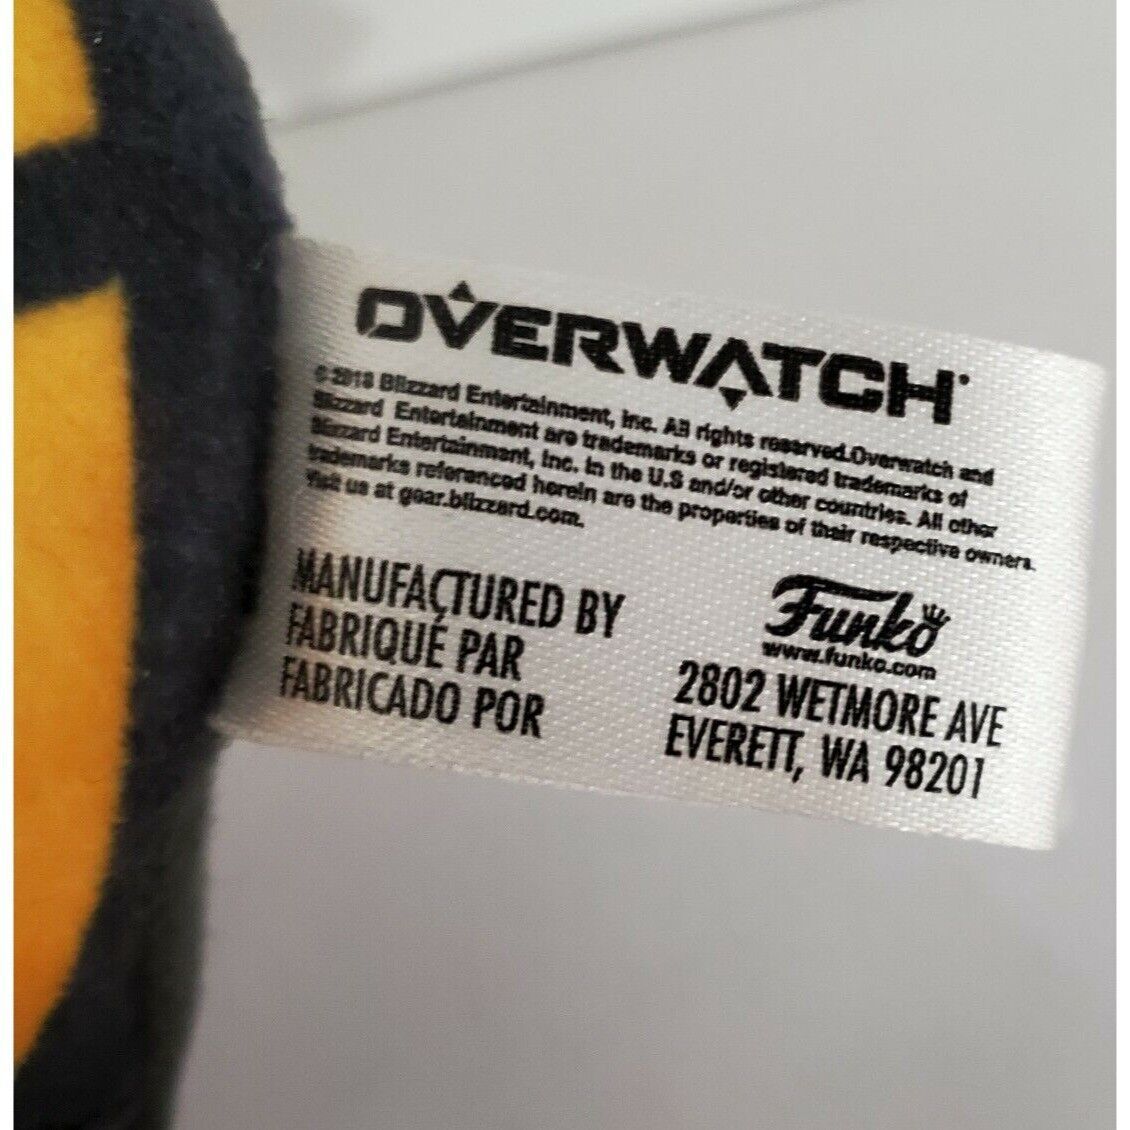 OVERWATCH
© 2018 Blizzard Entertainment, Inc. All rights reserved.Overwatch and
Blizzard Entertainment are trademarks or registered trademarks of
Blizzard Entertainment, Inc. in the U.S and/or other countries. All other
trademarks referenced herein are the properties of their respective owners.
Visit us at gear.blizzard.com.
MANUFACTURED BY
FABRIQUÉ PAR
FABRICADO POR
Funko
www.funko.com
2802 WETMORE AVE
EVERETT, WA 98201